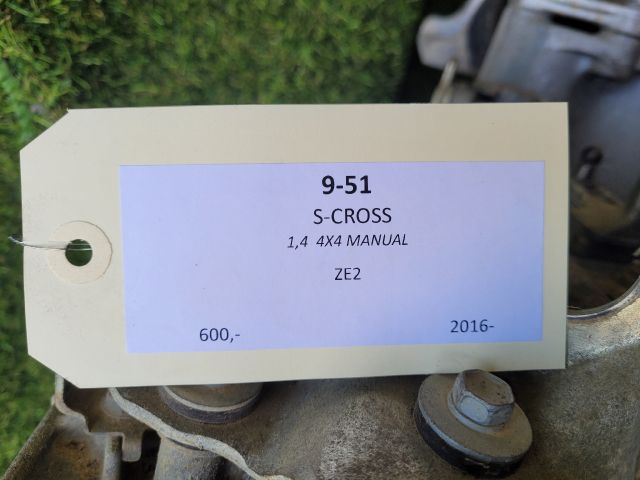 9-51
S-CROSS
1,4 4X4 MANUAL
ZE2
600,-
2016-